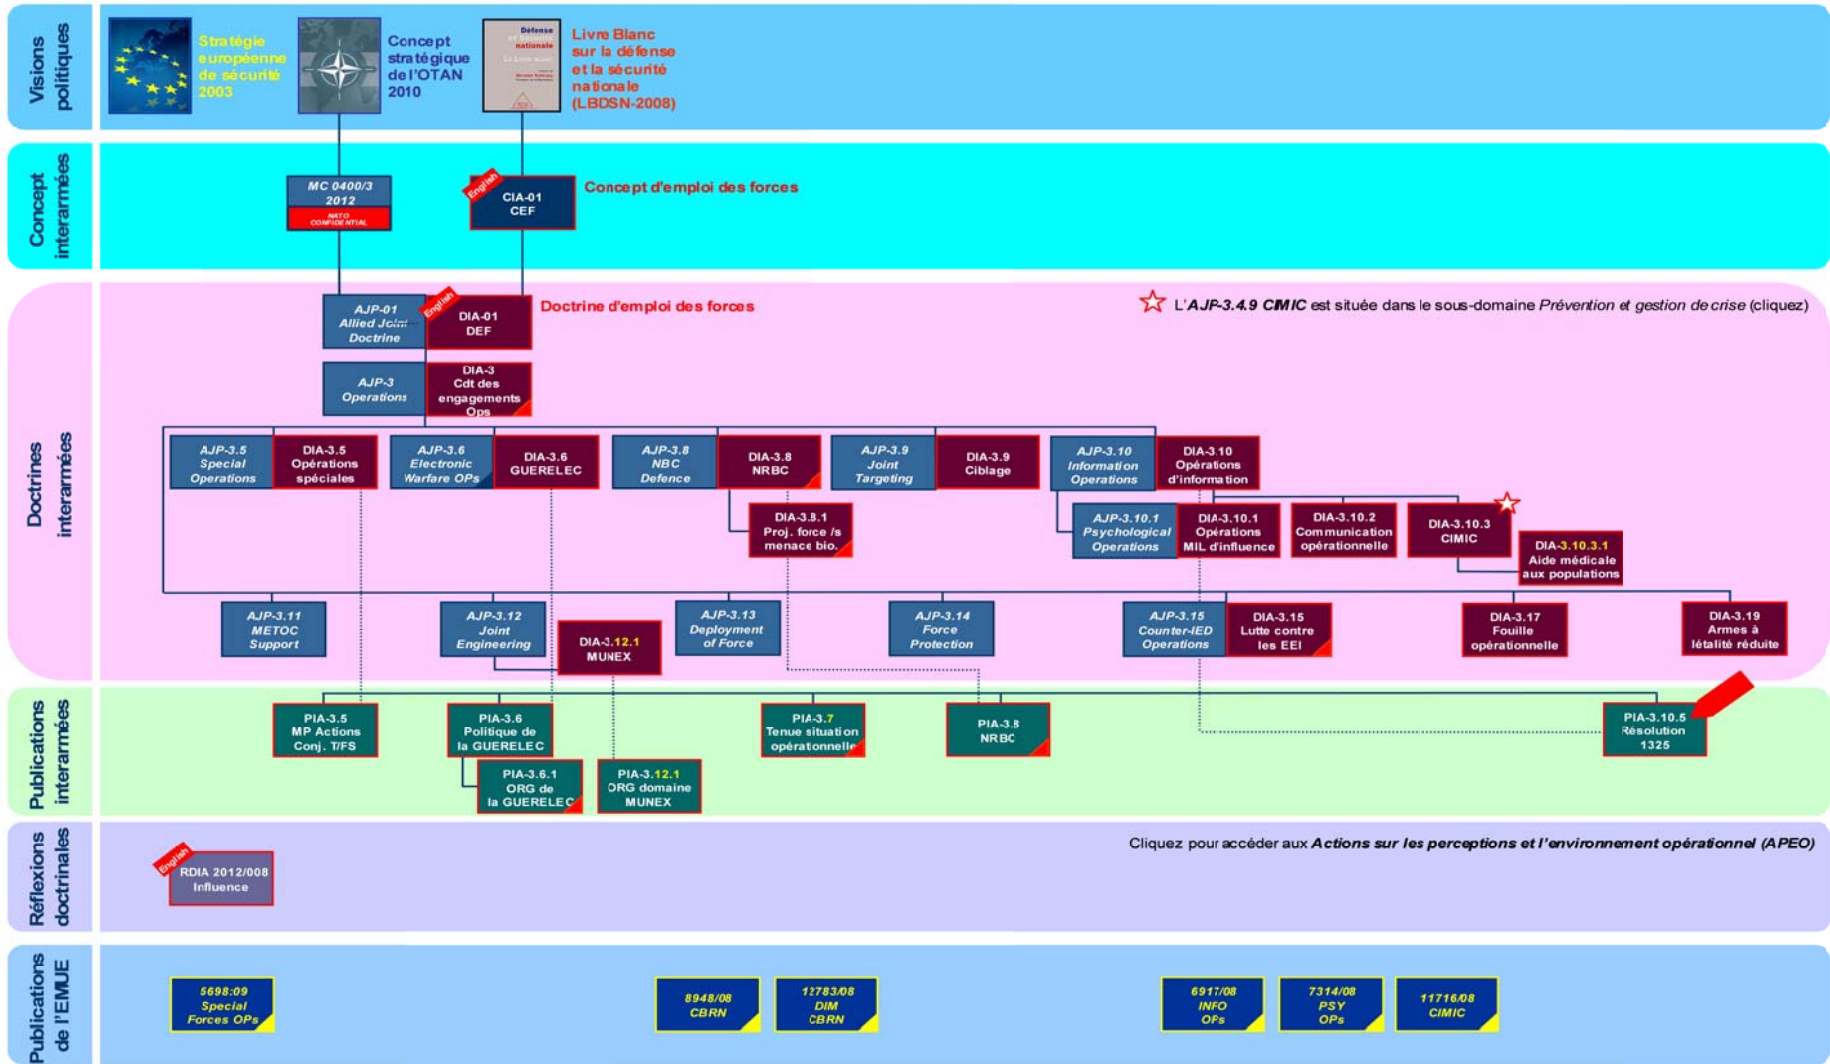 Visions
politiques
Stratégie
européenne
de sécurité
2003
Concept
stratégique
de l'OTAN
2010
Défense
et Sécurité
nationale
Livre Blanc
sur la défense
et la sécurité
nationale
(LBDSN-2008)
Concept
interarmées
MC 0400/3
2012
NATO
CONFIDENTIAL
English
CIA-01
CEF
Concept d'emploi des forces
Doctrines
interarmées
AJP-01
Allied Joint
Doctrine
English
DIA-01
DEF
Doctrine d'emploi des forces
L'AJP-3.4.9 CIMIC est située dans le sous-domaine Prévention et gestion de crise (cliquez)
AJP-3
Operations
DIA-3
Cdt des
engagements
Ops
AJP-3.5
Special
Operations
DIA-3.5
Opérations
spéciales
AJP-3.6
Electronic
Warfare OPs
DIA-3.6
GUERELEC
AJP-3.8
NBC
Defence
DIA-3.8
NRBC
AJP-3.9
Joint
Targeting
DIA-3.9
Ciblage
AJP-3.10
Information
Operations
DIA-3.10
Opérations
d'information
DIA-3.8.1
Proj. force /s
menace bio.
AJP-3.10.1
Psychological
Operations
DIA-3.10.1
Opérations
MIL d'influence
DIA-3.10.2
Communication
opérationnelle
DIA-3.10.3
CIMIC
DIA-3.10.3.1
Aide médicale
aux populations
AJP-3.11
METOC
Support
AJP-3.12
Joint
Engineering
DIA-3.12.1
MUNEX
AJP-3.13
Deployment
of Force
AJP-3.14
Force
Protection
AJP-3.15
Counter-IED
Operations
DIA-3.15
Lutte contre
les EEI
DIA-3.17
Fouille
opérationnelle
DIA-3.19
Armes à
létalité réduite
Publications
interarmées
PIA-3.5
MP Actions
Conj. T/FS
PIA-3.6
Politique de
la GUERELEC
PIA-3.7
Tenue situation
opérationnelle
PIA-3.8
NRBC
PIA-3.10.5
Résolution
1325
PIA-3.6.1
ORG de
la GUERELEC
PIA-3.12.1
ORG domaine
MUNEX
Réflexions
doctrinales
English
RDIA 2012/008
Influence
Cliquez pour accéder aux Actions sur les perceptions et l'environnement opérationnel (APEO)
Publications
de l'EMUE
5698:09
Special
Forces OPs
8948/08
CBRN
12783/08
DIM
CBRN
6917/08
INFO
OPs
7314/08
PSY
OPs
11716/08
CIMIC